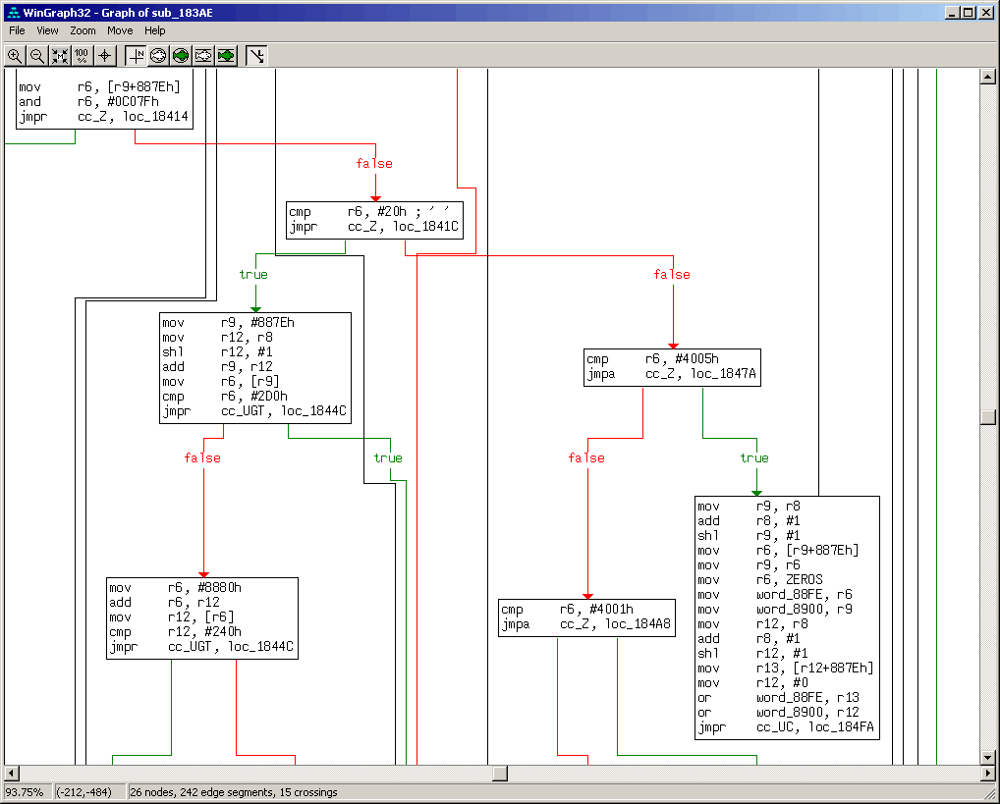 WinGraph32 - Graph of sub_183AE
File View Zoom Move Help
100
%
N
mov r6, [r9+887Eh]
and r6, #0C07Fh
jmpr cc_Z, loc_18414
false
cmp r6, #20h ; ' '
jmpr cc_Z, loc_1841C
true
false
mov r9, #887Eh
mov r12, r8
shl r12, #1
add r9, r12
mov r6, [r9]
cmp r6, #2D0h
jmpr cc_UGT, loc_1844C
cmp r6, #4005h
jmpa cc_Z, loc_1847A
false
true
false
true
mov r6, #8880h
add r6, r12
mov r12, [r6]
cmp r12, #240h
jmpr cc_UGT, loc_1844C
cmp r6, #4001h
jmpa cc_Z, loc_184A8
mov r9, r8
add r8, #1
shl r9, #1
mov r6, [r9+887Eh]
mov r9, r6
mov r6, ZEROS
mov word_88FE, r6
mov word_8900, r9
mov r12, r8
add r8, #1
shl r12, #1
mov r13, [r12+887Eh]
mov r12, #0
or word_88FE, r13
or word_8900, r12
jmpr cc_UC, loc_184FA
93.75% (-212,-484) 26 nodes, 242 edge segments, 15 crossings